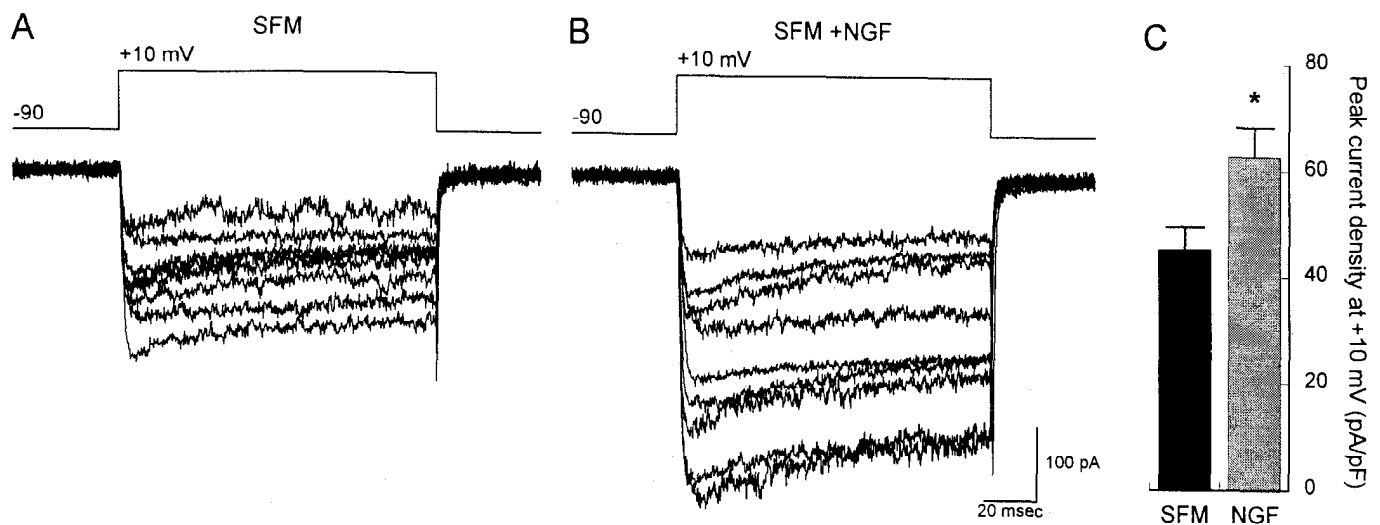 A
SFM
+10 mV
-90
B
SFM +NGF
+10 mV
-90
100 pA
20 msec
C
*
80
60
40
20
0
Peak current density at +10 mV (pA/pF)
SFM NGF